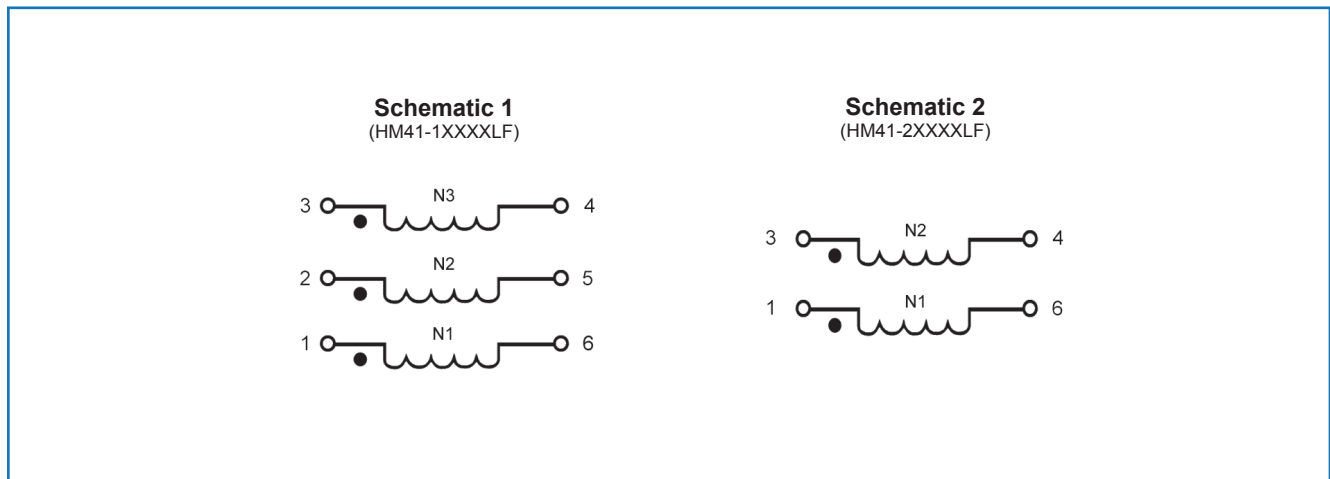 Schematic 1
(HM41-1XXXXLF)
3 N3 4
2 N2 5
1 N1 6
Schematic 2
(HM41-2XXXXLF)
3 N2 4
1 N1 6